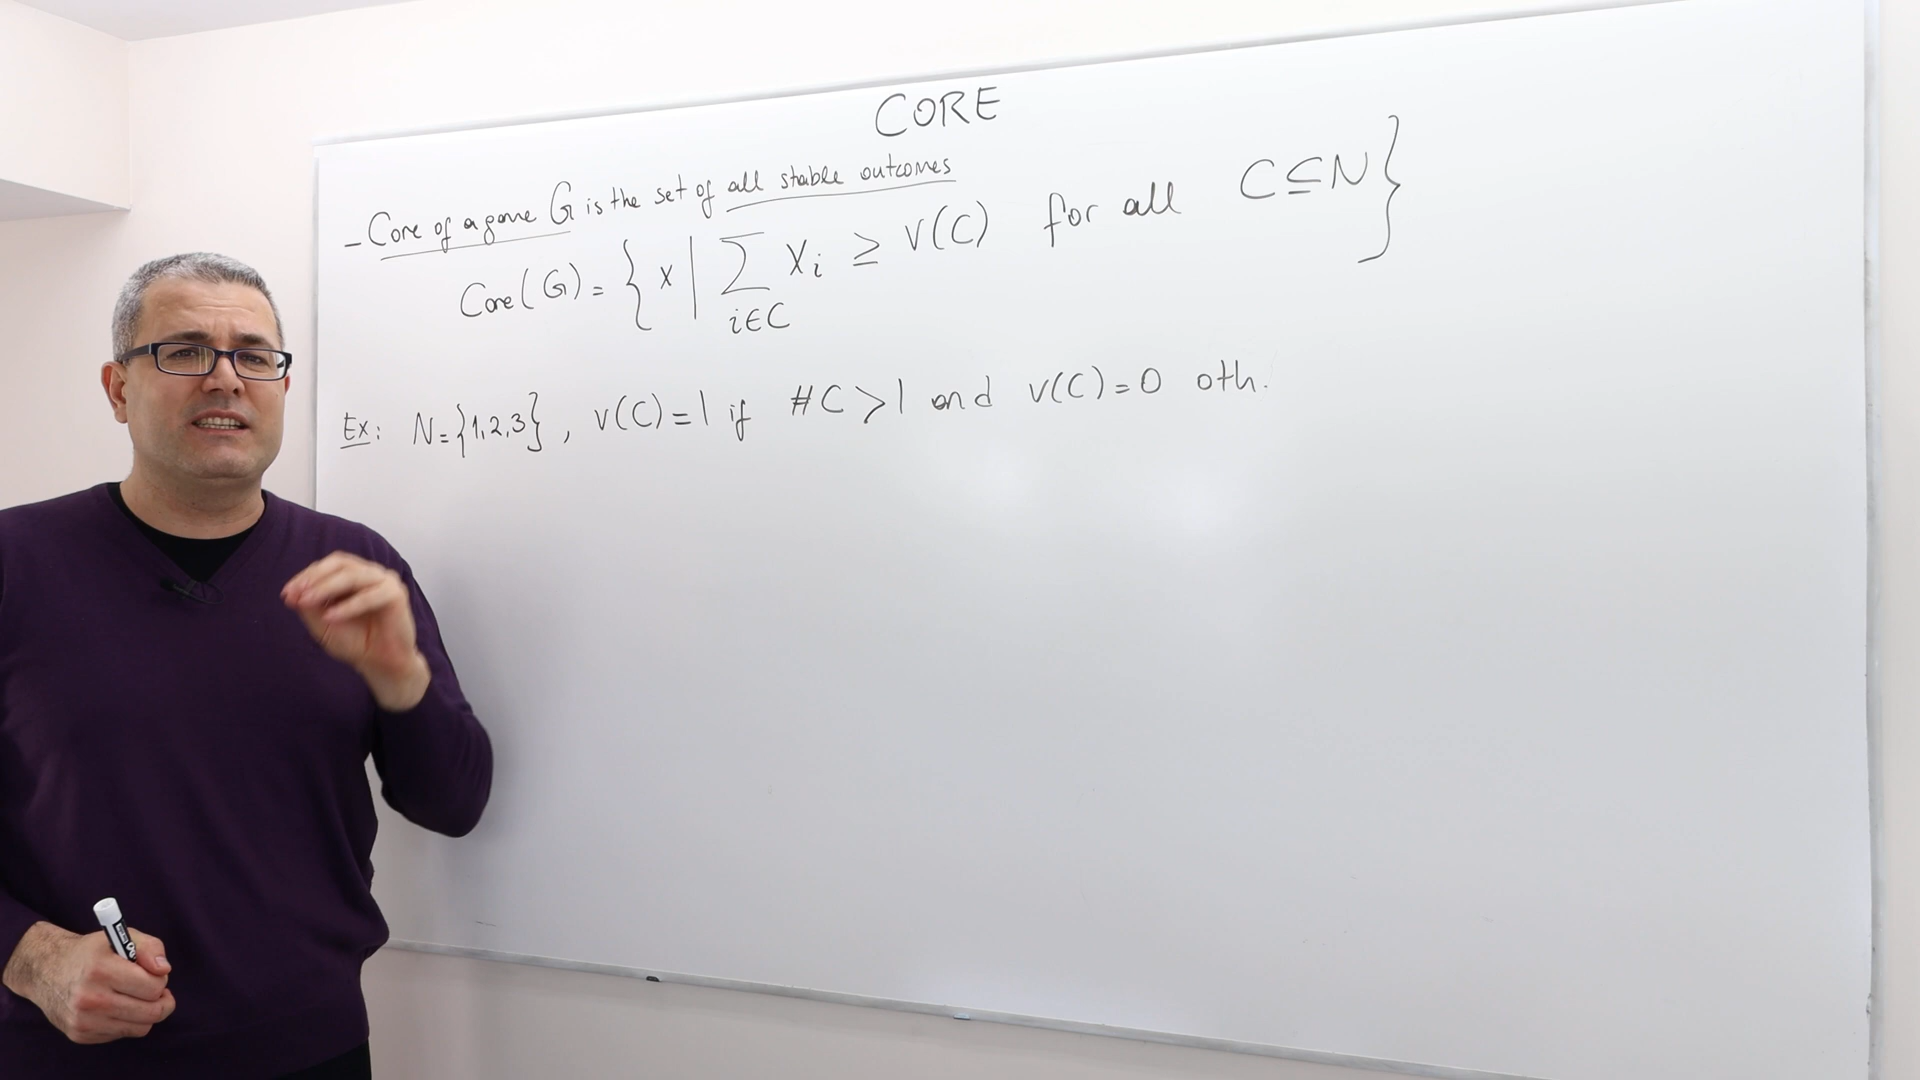 CORE
- Core of a game G is the set of all stable outcomes
Core(G) = { x | ∑ xi ≥ v(C) for all C ⊆ N }
i∈C
Ex: N={1,2,3}, v(C)=1 if #C>1 and v(C)=0 oth.